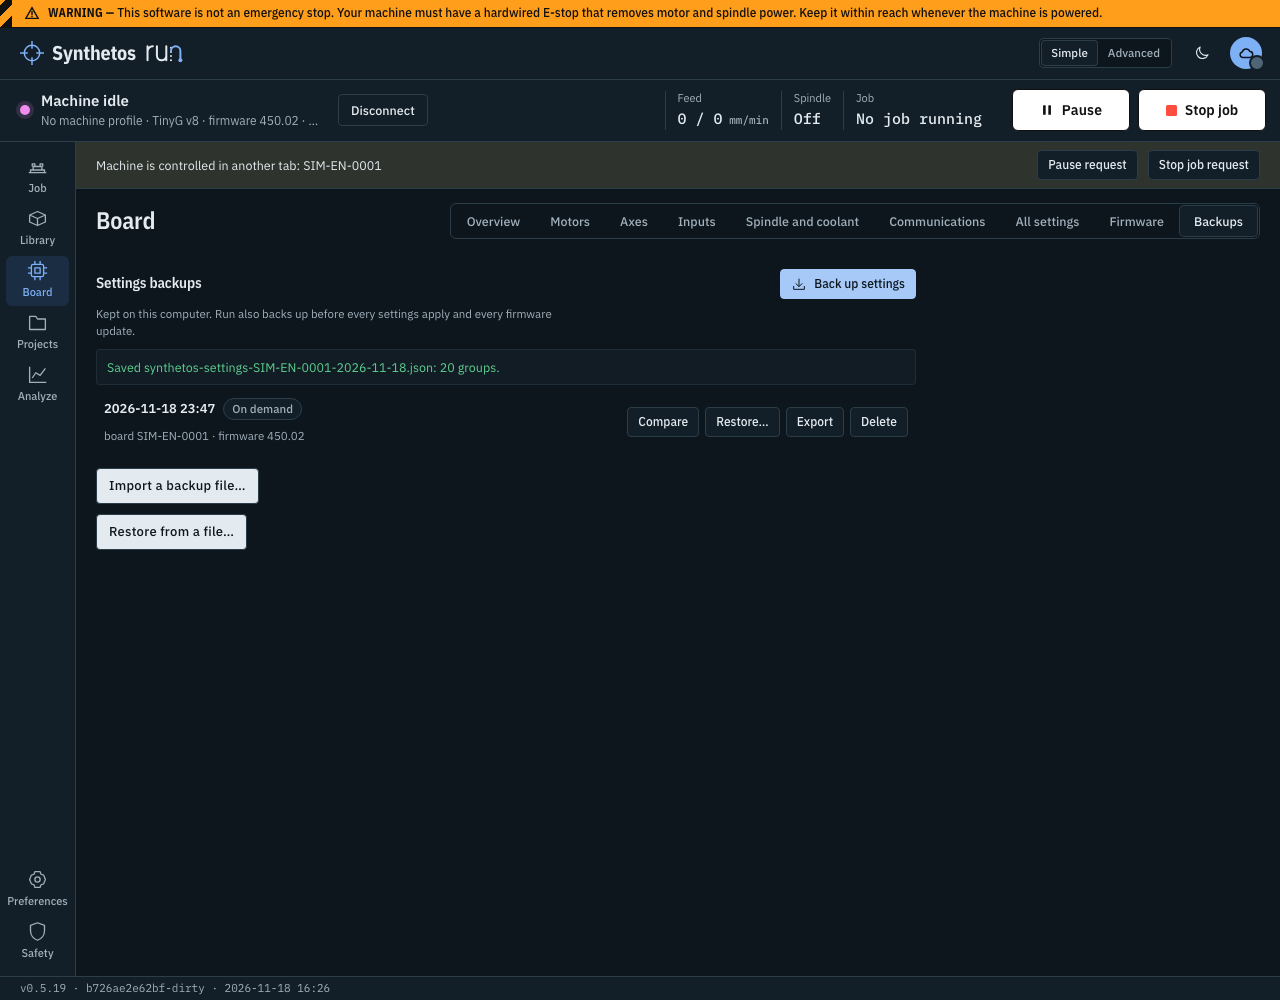 WARNING — This software is not an emergency stop. Your machine must have a hardwired E-stop that removes motor and spindle power. Keep it within reach whenever the machine is powered.
Synthetos run
Simple Advanced
Machine idle
No machine profile · TinyG v8 · firmware 450.02 · ...
Disconnect
Feed
0 / 0 mm/min
Spindle
Off
Job
No job running
Pause
Stop job
Machine is controlled in another tab: SIM-EN-0001
Pause request
Stop job request
Job
Library
Board
Projects
Analyze
Preferences
Safety
Board
Overview Motors Axes Inputs Spindle and coolant Communications All settings Firmware Backups
Settings backups
Back up settings
Kept on this computer. Run also backs up before every settings apply and every firmware
update.
Saved synthetos-settings-SIM-EN-0001-2026-11-18.json: 20 groups.
2026-11-18 23:47 On demand
board SIM-EN-0001 · firmware 450.02
Compare Restore... Export Delete
Import a backup file...
Restore from a file...
v0.5.19 · b726ae2e62bf-dirty · 2026-11-18 16:26